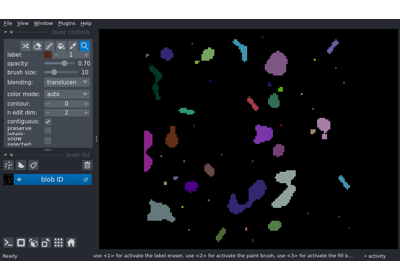 File View Window Plugins Help
layer controls
label: 1
opacity: 0.70
brush size: 10
blending: translucen
color mode: auto
contour: 0
n edit dim: 2
contiguous:
preserve labels:
show selected:
layer list
blob ID
Ready use <1> for activate the label eraser, use <2> for activate the paint brush, use <3> for activate the fill b... activity